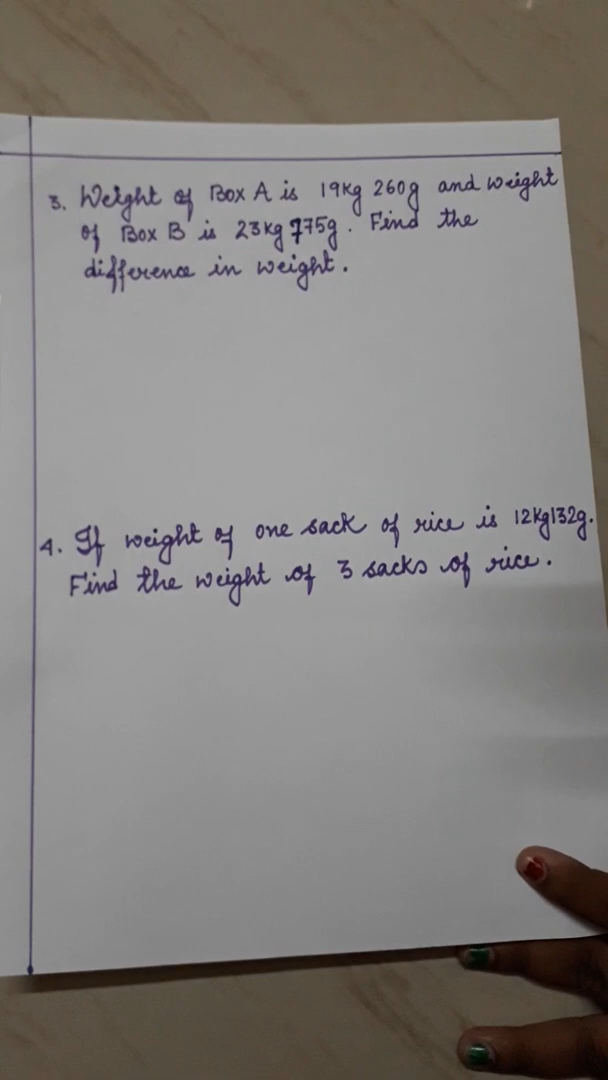 3. Weight of Box A is 19kg 260g and weight
of Box B is 23kg 775g. Find the
difference in weight.
4. If weight of one sack of rice is 12kg132g.
Find the weight of 3 sacks of rice.